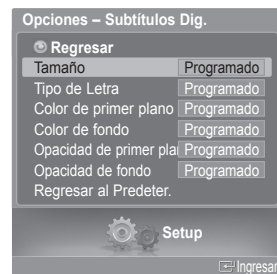 Opciones – Subtítulos Dig.
Regresar
Tamaño Programado
Tipo de Letra Programado
Color de primer plano Programado
Color de fondo Programado
Opacidad de primer pla Programado
Opacidad de fondo Programado
Regresar al Predeter.
Setup
Ingresar